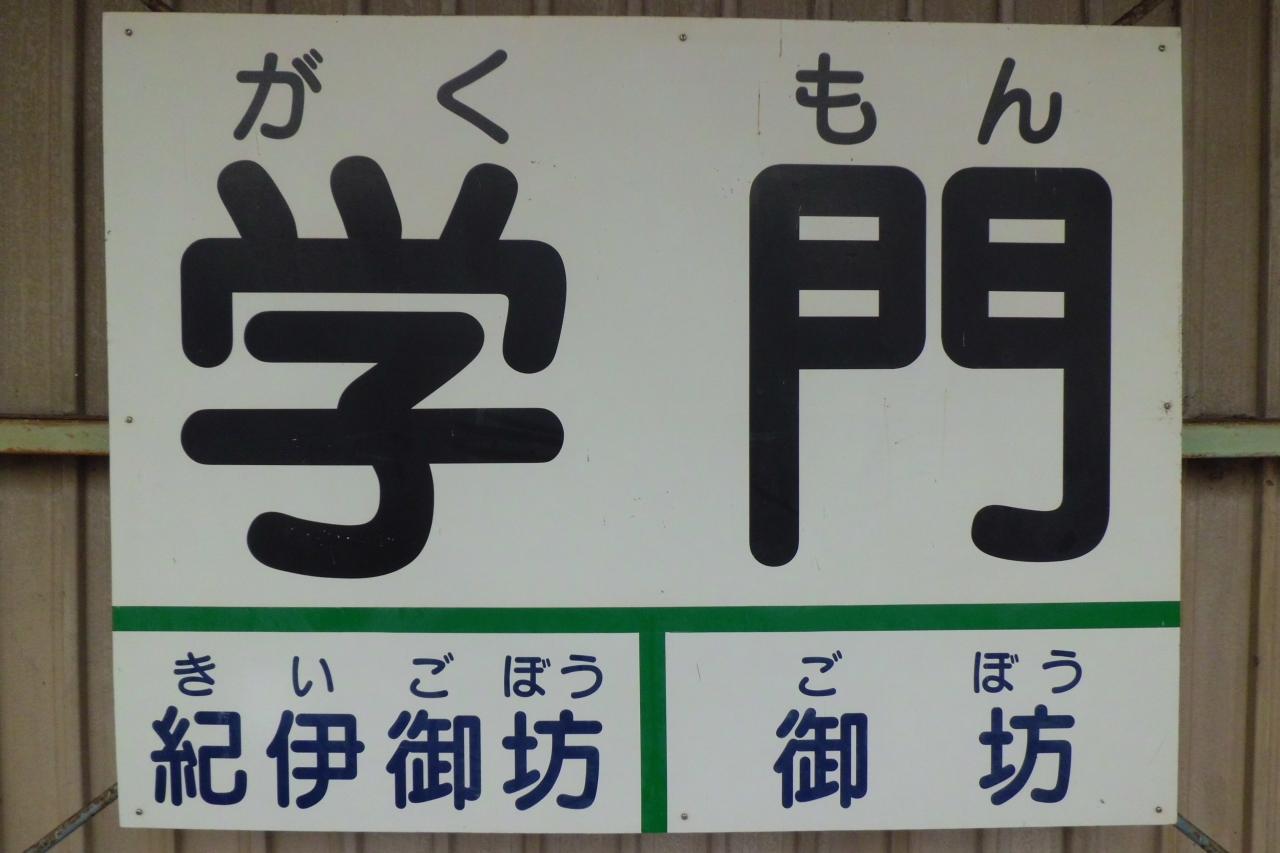 がくもん
学門
きいごぼう
紀伊御坊
ごぼう
御坊